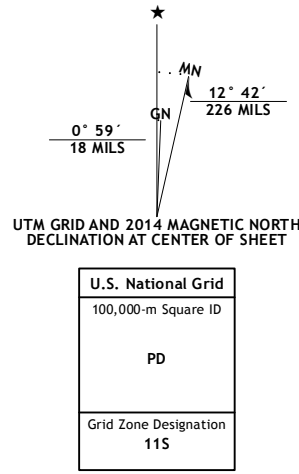 ★
MN
GN
12° 42´
226 MILS
0° 59´
18 MILS
UTM GRID AND 2014 MAGNETIC NORTH
DECLINATION AT CENTER OF SHEET
U.S. National Grid
100,000-m Square ID
PD
Grid Zone Designation
11S